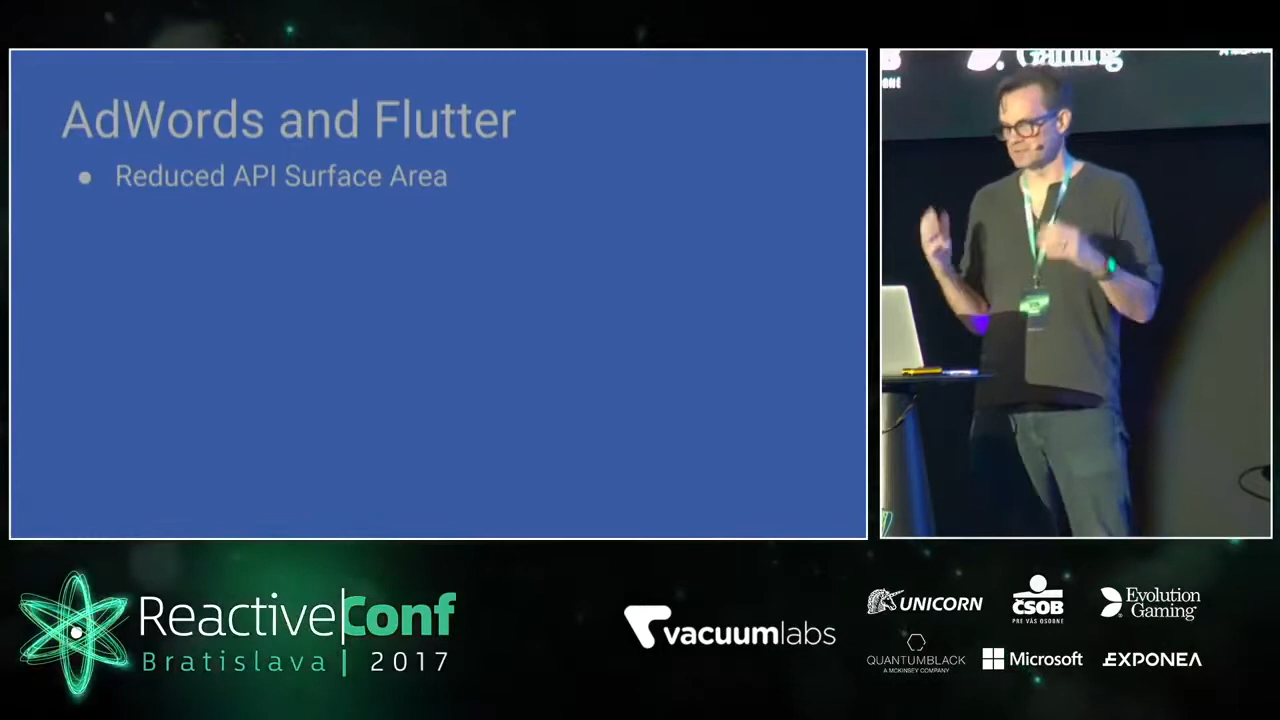 AdWords and Flutter
● Reduced API Surface Area
Gaming
ReactiveConf
Bratislava | 2017
vacuumlabs
UNICORN
ČSOB
PRE VÁS OSOBNE
Evolution
Gaming
QUANTUMBLACK
A MCKINSEY COMPANY
Microsoft
EXPONEA